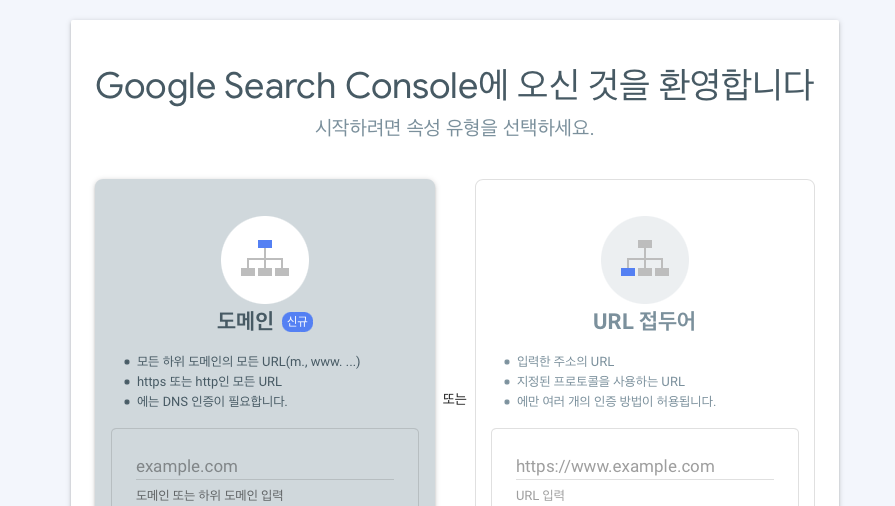 Google Search Console에 오신 것을 환영합니다
시작하려면 속성 유형을 선택하세요.
도메인 신규
모든 하위 도메인의 모든 URL(m., www. ...)
https 또는 http인 모든 URL
에는 DNS 인증이 필요합니다.
example.com
도메인 또는 하위 도메인 입력
또는
URL 접두어
입력한 주소의 URL
지정된 프로토콜을 사용하는 URL
에만 여러 개의 인증 방법이 허용됩니다.
https://www.example.com
URL 입력